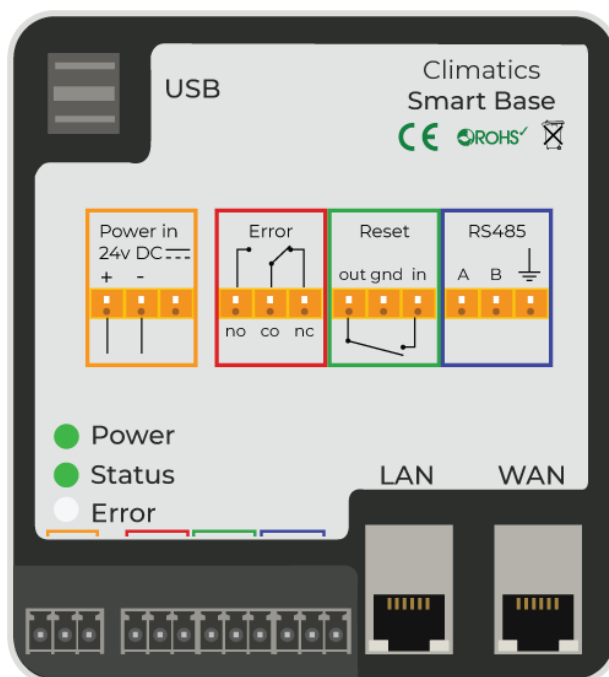 USB
Climatics
Smart Base
CE ROHS
Power in
24v DC
+ -
Error
no co nc
Reset
out gnd in
RS485
A B
Power
Status
Error
LAN WAN